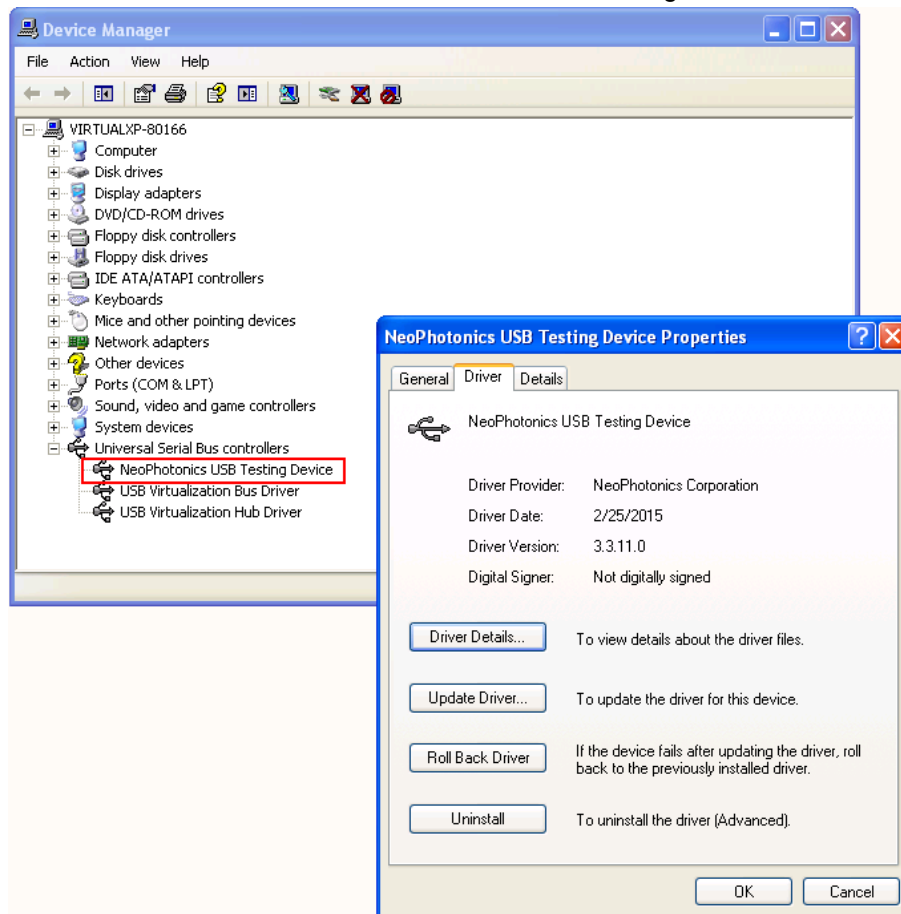 Device Manager
File Action View Help
VIRTUALXP-80166
Computer
Disk drives
Display adapters
DVD/CD-ROM drives
Floppy disk controllers
Floppy disk drives
IDE ATA/ATAPI controllers
Keyboards
Mice and other pointing devices
Network adapters
Other devices
Ports (COM & LPT)
Sound, video and game controllers
System devices
Universal Serial Bus controllers
NeoPhotonics USB Testing Device
USB Virtualization Bus Driver
USB Virtualization Hub Driver
NeoPhotonics USB Testing Device Properties
General Driver Details
NeoPhotonics USB Testing Device
Driver Provider: NeoPhotonics Corporation
Driver Date: 2/25/2015
Driver Version: 3.3.11.0
Digital Signer: Not digitally signed
Driver Details... To view details about the driver files.
Update Driver... To update the driver for this device.
Roll Back Driver If the device fails after updating the driver, roll
back to the previously installed driver.
Uninstall To uninstall the driver (Advanced).
OK Cancel